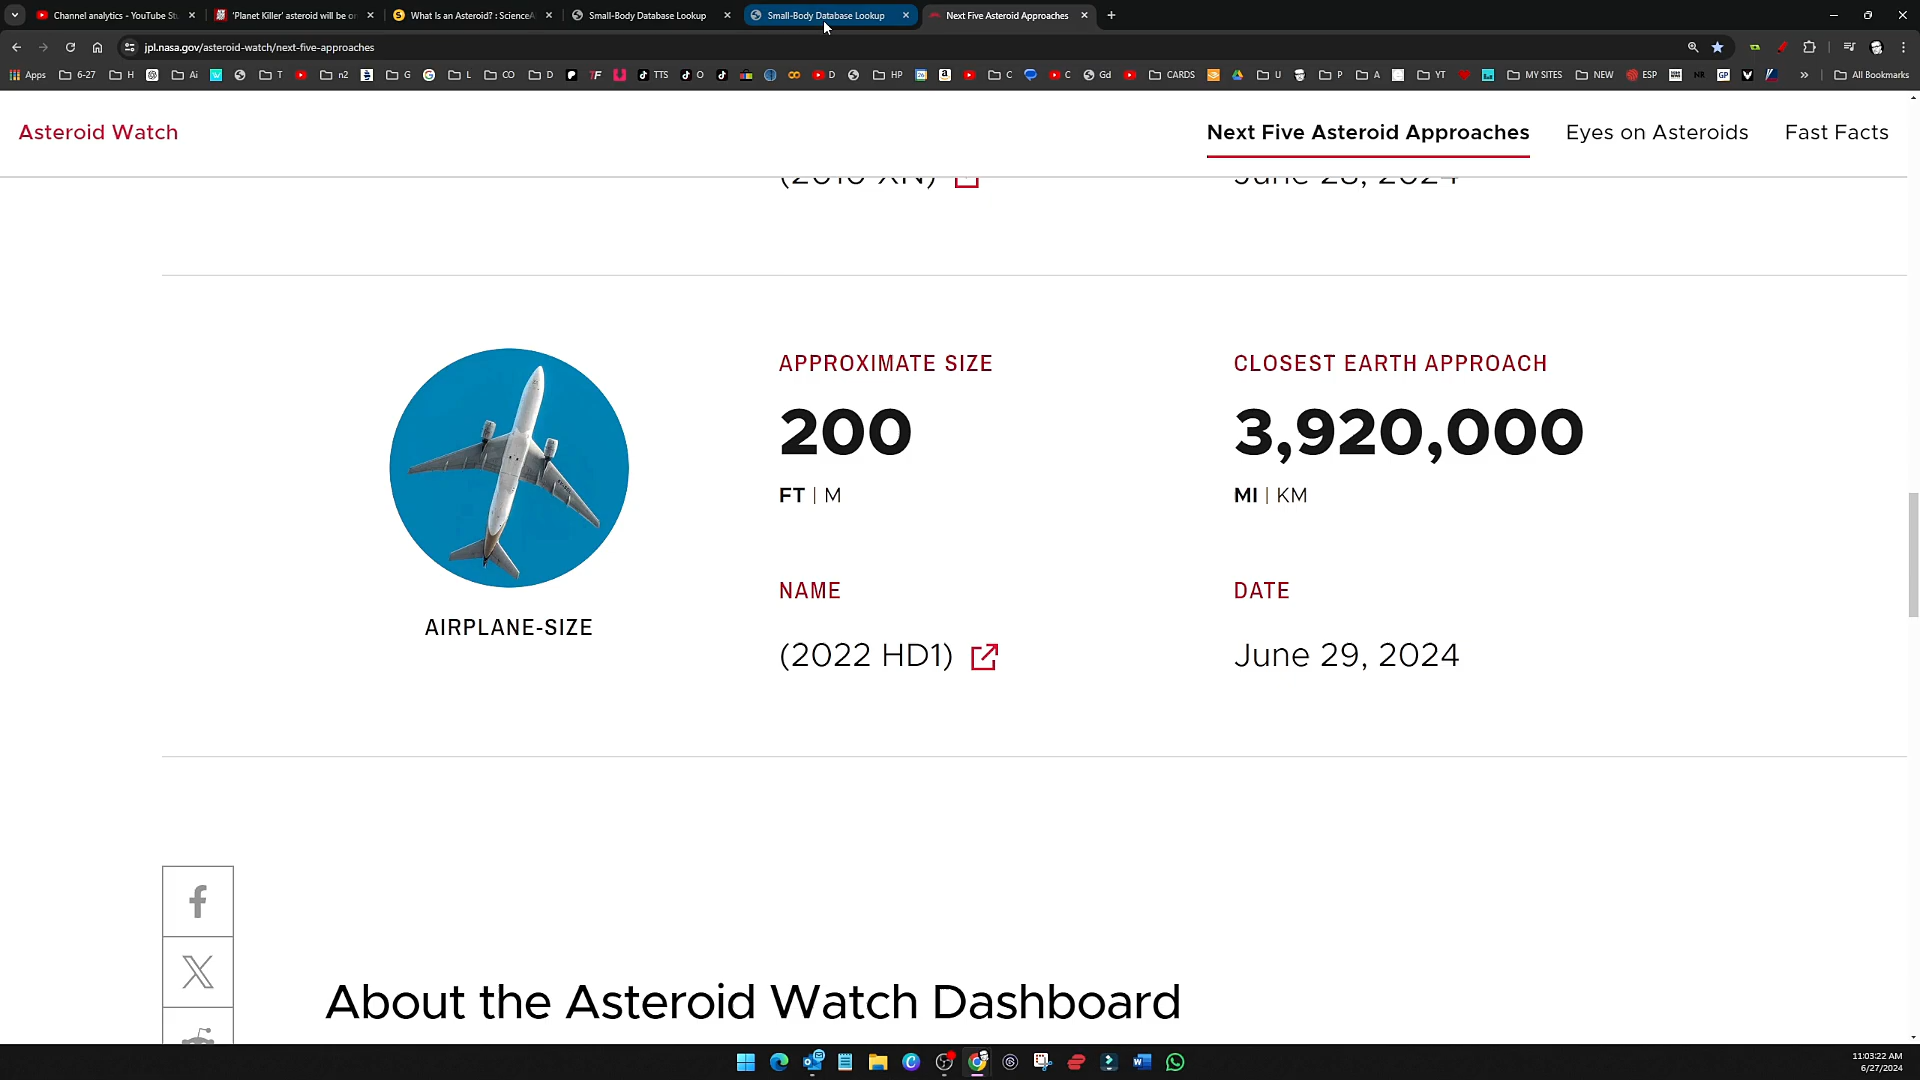 Channel analytics - YouTube Stu
'Planet Killer' asteroid will be on
What Is an Asteroid? : ScienceA
Small-Body Database Lookup
Small-Body Database Lookup
Next Five Asteroid Approaches
jpl.nasa.gov/asteroid-watch/next-five-approaches
Apps 6-27 H Ai T n2 G L CO D TTS O D HP C C Gd CARDS U P A YT MY SITES NEW ESP NR GP All Bookmarks
Asteroid Watch
Next Five Asteroid Approaches Eyes on Asteroids Fast Facts
(2016 XN) June 28, 2024
APPROXIMATE SIZE
200
FT | M
CLOSEST EARTH APPROACH
3,920,000
MI | KM
AIRPLANE-SIZE
NAME
(2022 HD1)
DATE
June 29, 2024
About the Asteroid Watch Dashboard
11:03:22 AM
6/27/2024